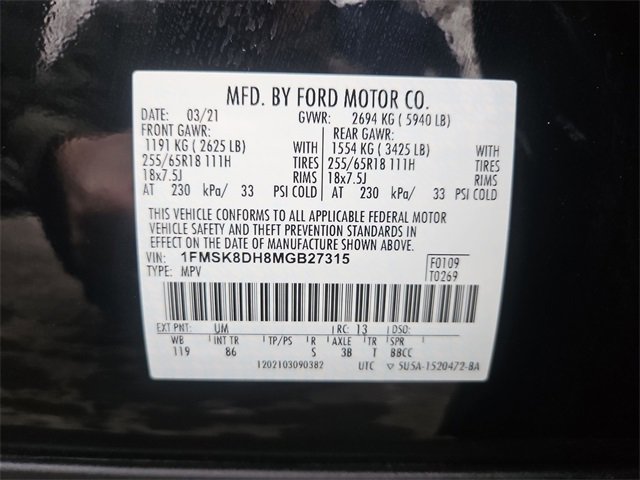 MFD. BY FORD MOTOR CO.
DATE: 03/21 GVWR: 2694 KG ( 5940 LB)
FRONT GAWR: REAR GAWR:
1191 KG ( 2625 LB) WITH 1554 KG ( 3425 LB) WITH
255/65R18 111H TIRES 255/65R18 111H TIRES
18x7.5J RIMS 18x7.5J RIMS
AT 230 kPa/ 33 PSI COLD AT 230 kPa/ 33 PSI COLD
THIS VEHICLE CONFORMS TO ALL APPLICABLE FEDERAL MOTOR
VEHICLE SAFETY AND THEFT PREVENTION STANDARDS IN
EFFECT ON THE DATE OF MANUFACTURE SHOWN ABOVE.
VIN: 1FMSK8DH8MGB27315 F0109
TYPE: MPV T0269
EXT PNT: UM RC: 13 DSO:
WB INT TR TP/PS R AXLE TR SPR
119 86 S 3B T BBCC
1202103090382 UTC ▽ 5U5A-1520472-BA